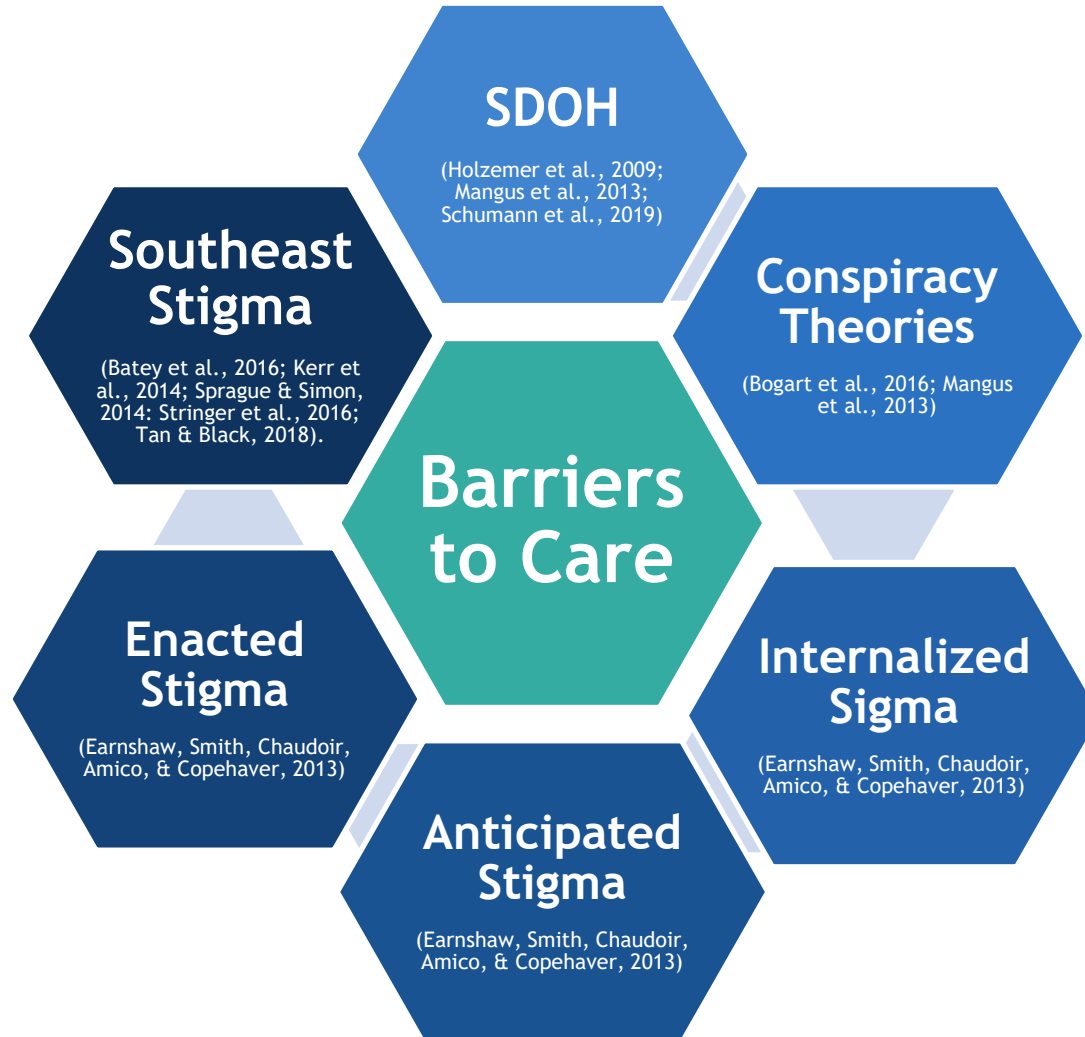 SDOH
(Holzemer et al., 2009;
Mangus et al., 2013;
Schumann et al., 2019)
Conspiracy
Theories
(Bogart et al., 2016; Mangus
et al., 2013)
Internalized
Sigma
(Earnshaw, Smith, Chaudoir,
Amico, & Copehaver, 2013)
Anticipated
Stigma
(Earnshaw, Smith, Chaudoir,
Amico, & Copehaver, 2013)
Enacted
Stigma
(Earnshaw, Smith, Chaudoir,
Amico, & Copehaver, 2013)
Southeast
Stigma
(Batey et al., 2016; Kerr et
al., 2014; Sprague & Simon,
2014: Stringer et al., 2016;
Tan & Black, 2018).
Barriers
to Care